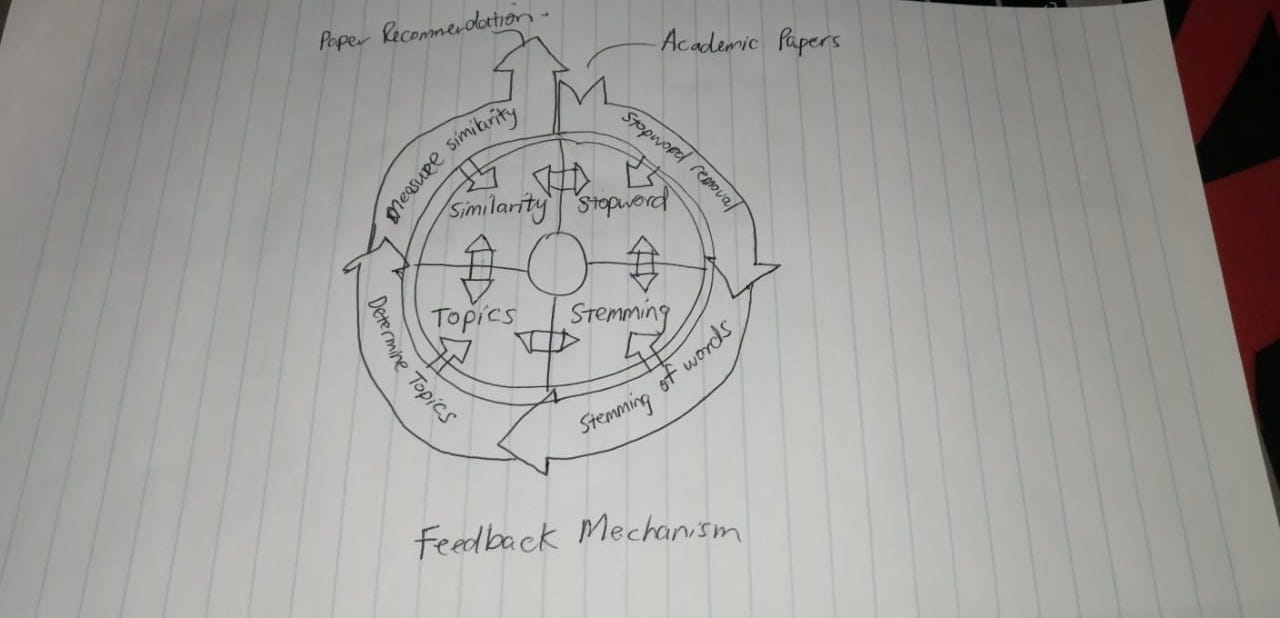 Paper Recommendation -
Academic Papers
Measure similarity
Stopword removal
Similarity
Stopword
Topics
Stemming
Determine Topics
Stemming of words
Feedback Mechanism